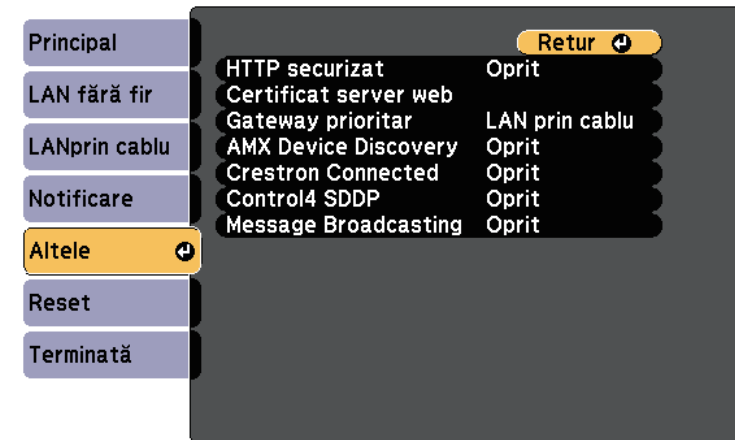 Principal
LAN fără fir
LANprin cablu
Notificare
Altele
Reset
Terminată
Retur
HTTP securizat Oprit
Certificat server web
Gateway prioritar LAN prin cablu
AMX Device Discovery Oprit
Crestron Connected Oprit
Control4 SDDP Oprit
Message Broadcasting Oprit